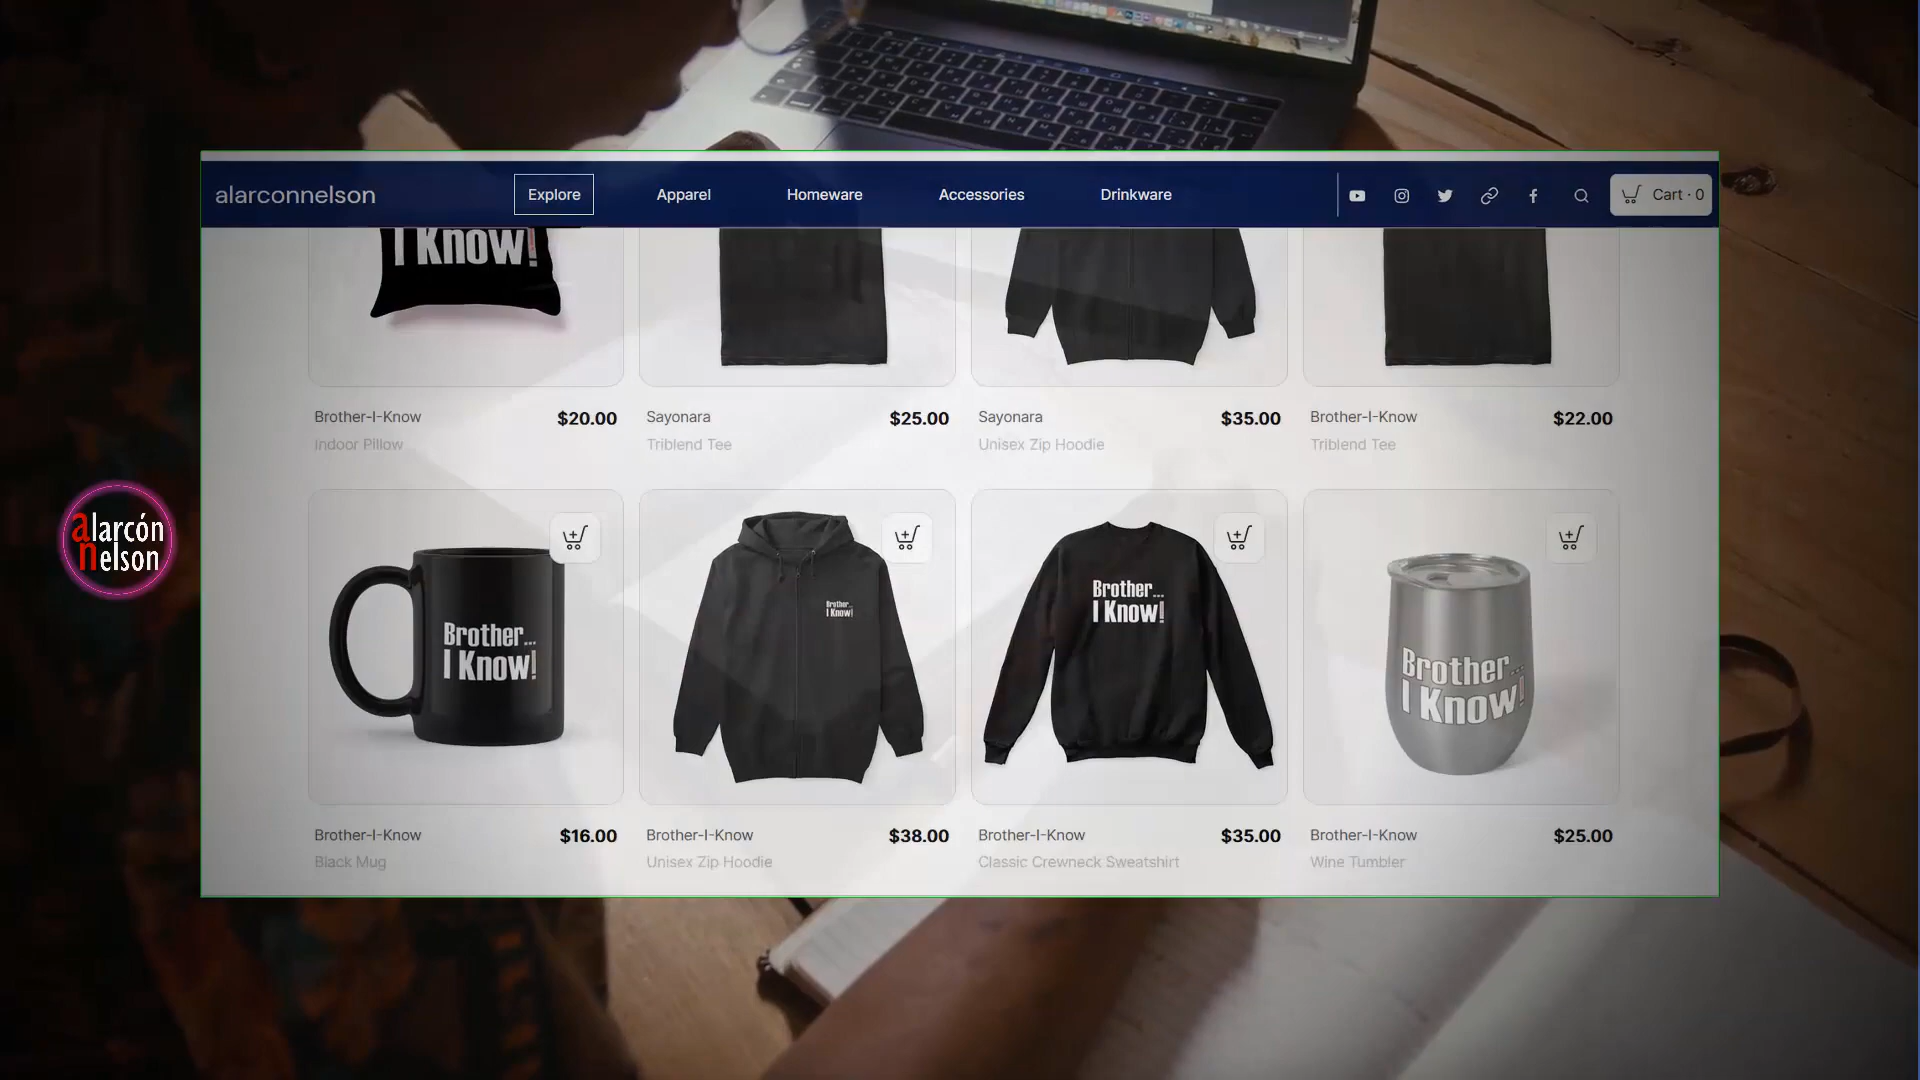 alarconnelson
Explore
Apparel
Homeware
Accessories
Drinkware
Cart · 0
I Know!
Brother-I-Know
$20.00
Indoor Pillow
Sayonara
$25.00
Triblend Tee
Sayonara
$35.00
Unisex Zip Hoodie
Brother-I-Know
$22.00
Triblend Tee
alarcón
nelson
Brother...
I Know!
Brother...
I Know!
Brother...
I Know!
Brother...
I Know!
Brother-I-Know
$16.00
Black Mug
Brother-I-Know
$38.00
Unisex Zip Hoodie
Brother-I-Know
$35.00
Classic Crewneck Sweatshirt
Brother-I-Know
$25.00
Wine Tumbler